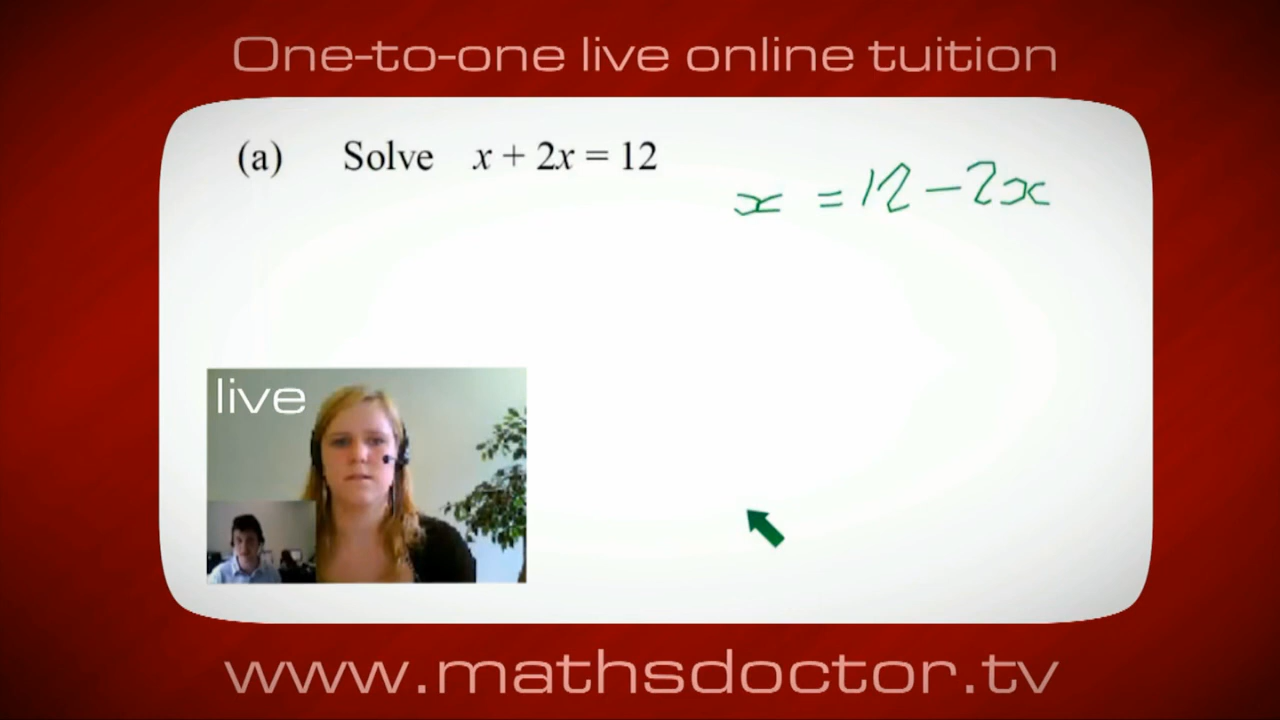 One-to-one live online tuition
(a) Solve x + 2x = 12
x = 12 - 2x
live
www.mathsdoctor.tv